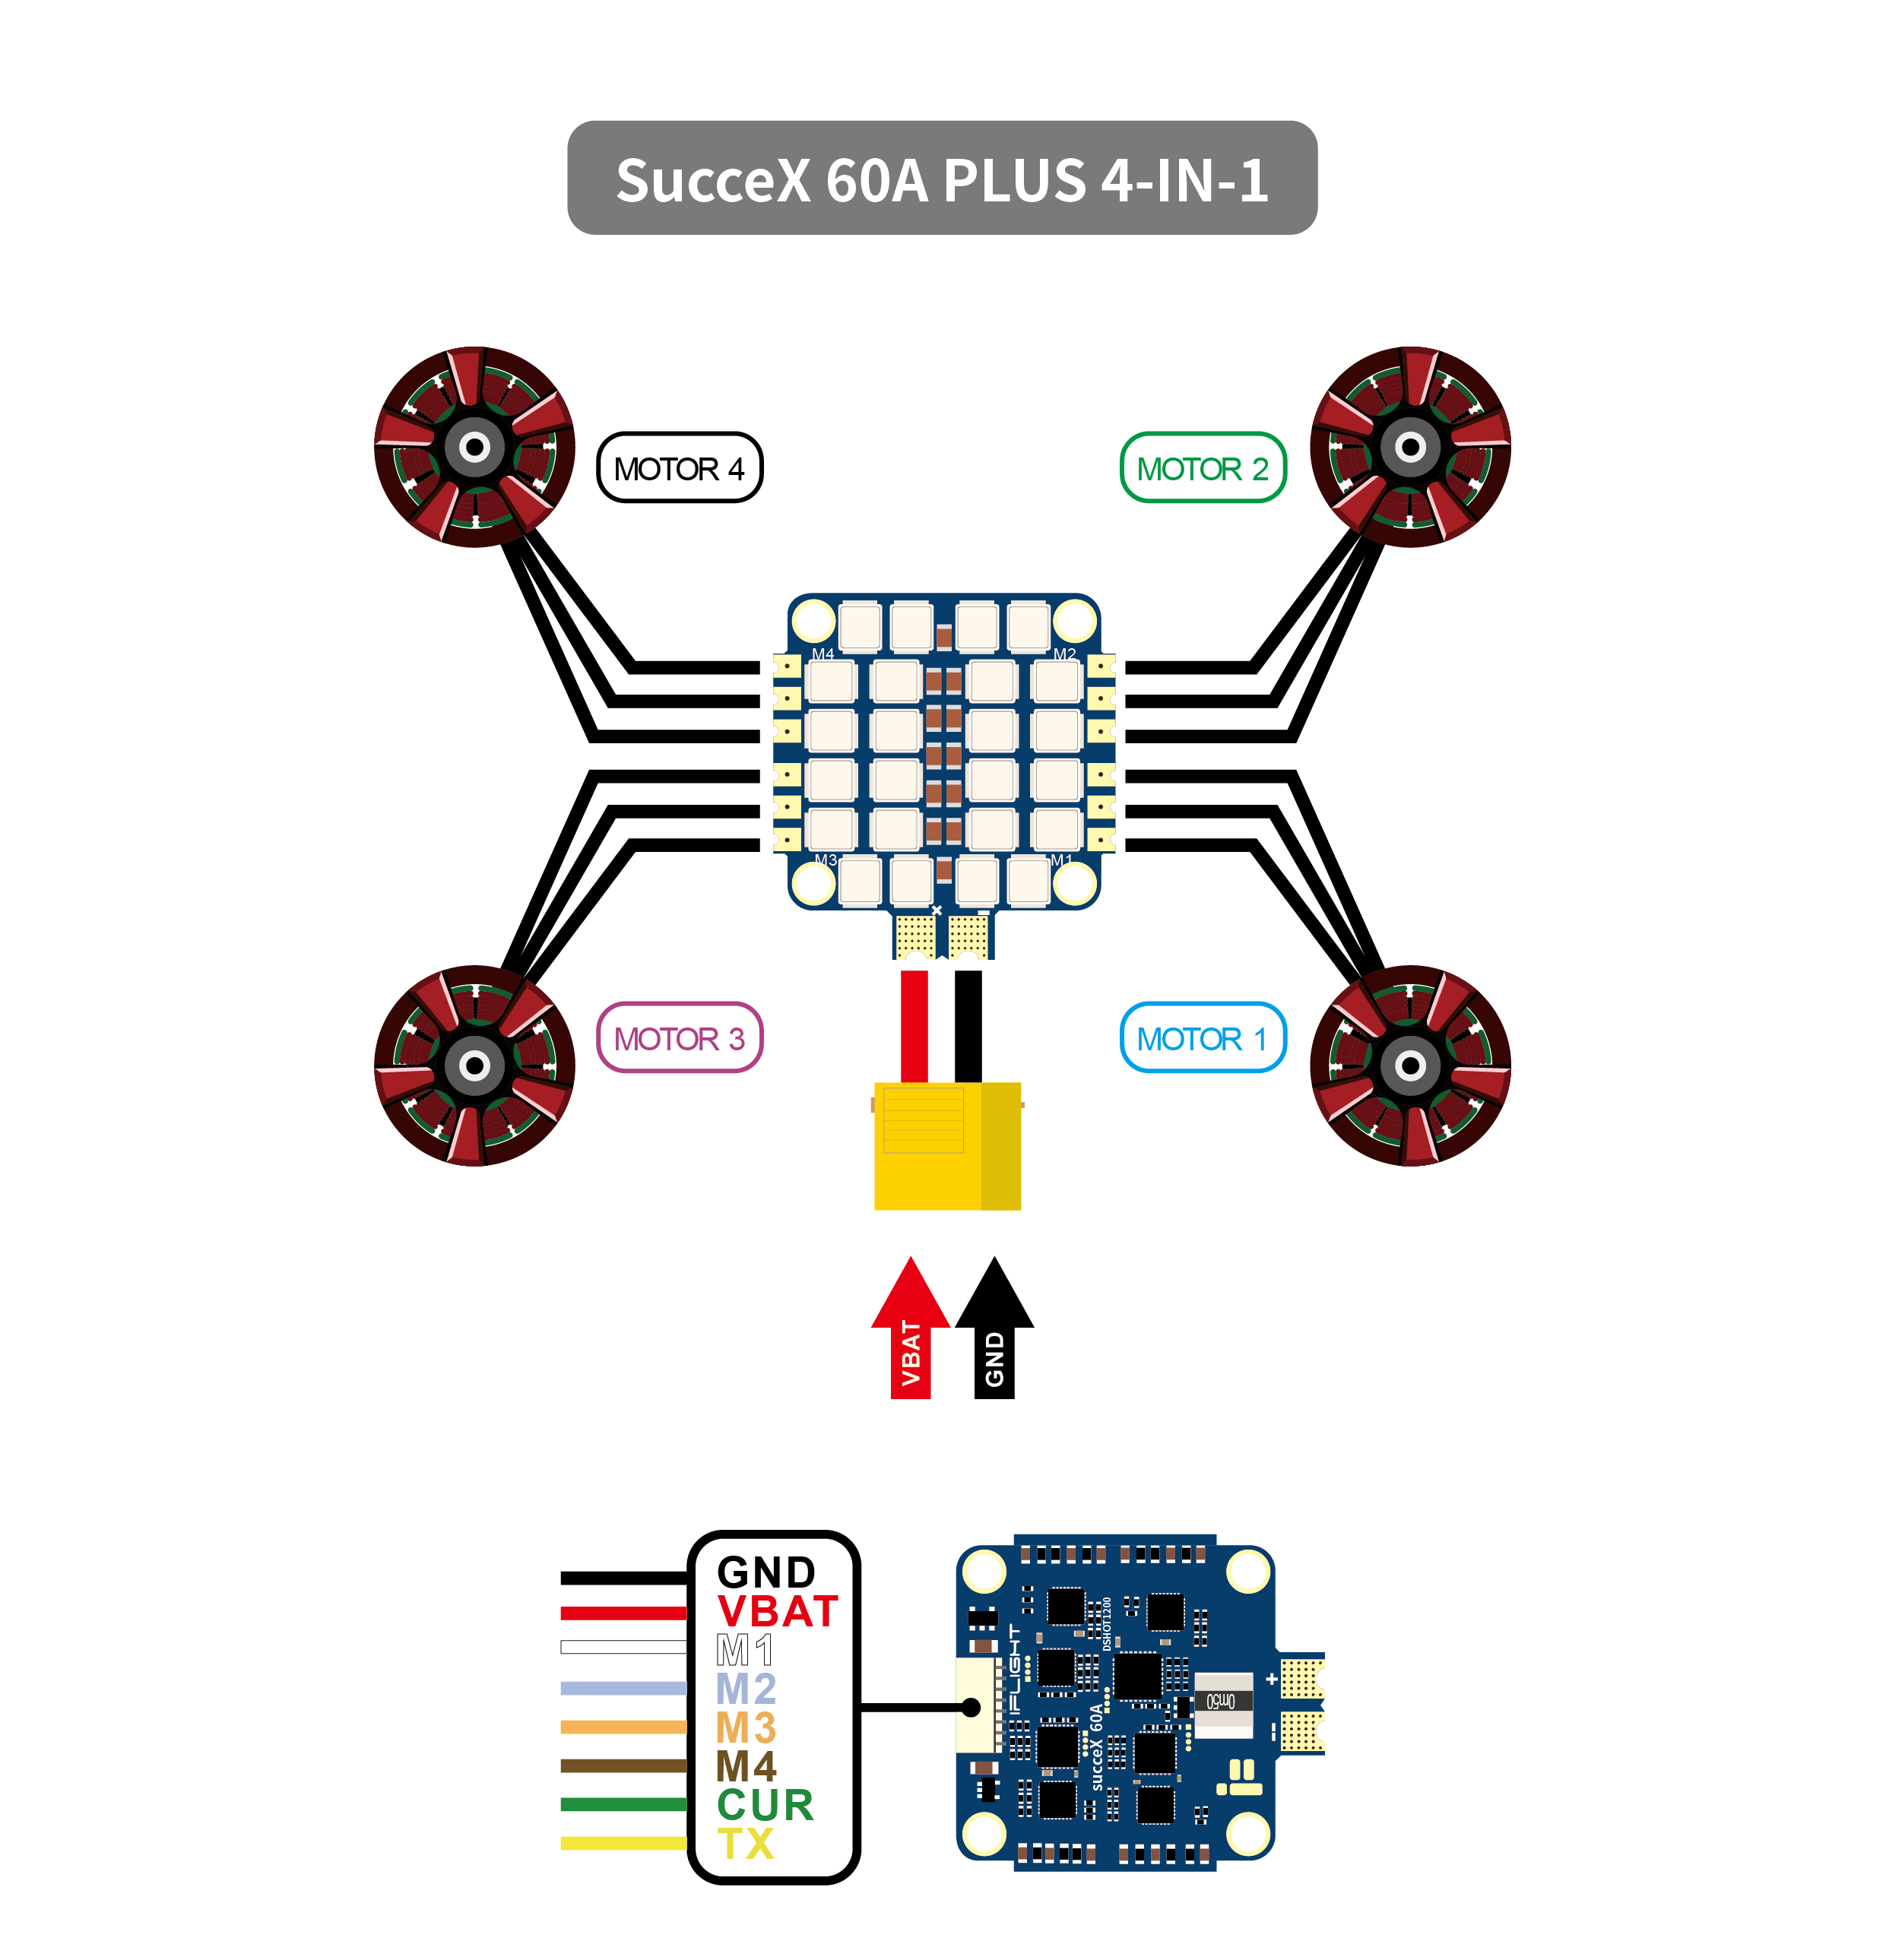 SucceX 60A PLUS 4-IN-1
MOTOR 4
MOTOR 2
M4
M2
M3
M1
+
-
MOTOR 3
MOTOR 1
VBAT
GND
GND
VBAT
M1
M2
M3
M4
CUR
TX
IFLIGHT
DSHOT1200
succeX 60A
0m50
+
-